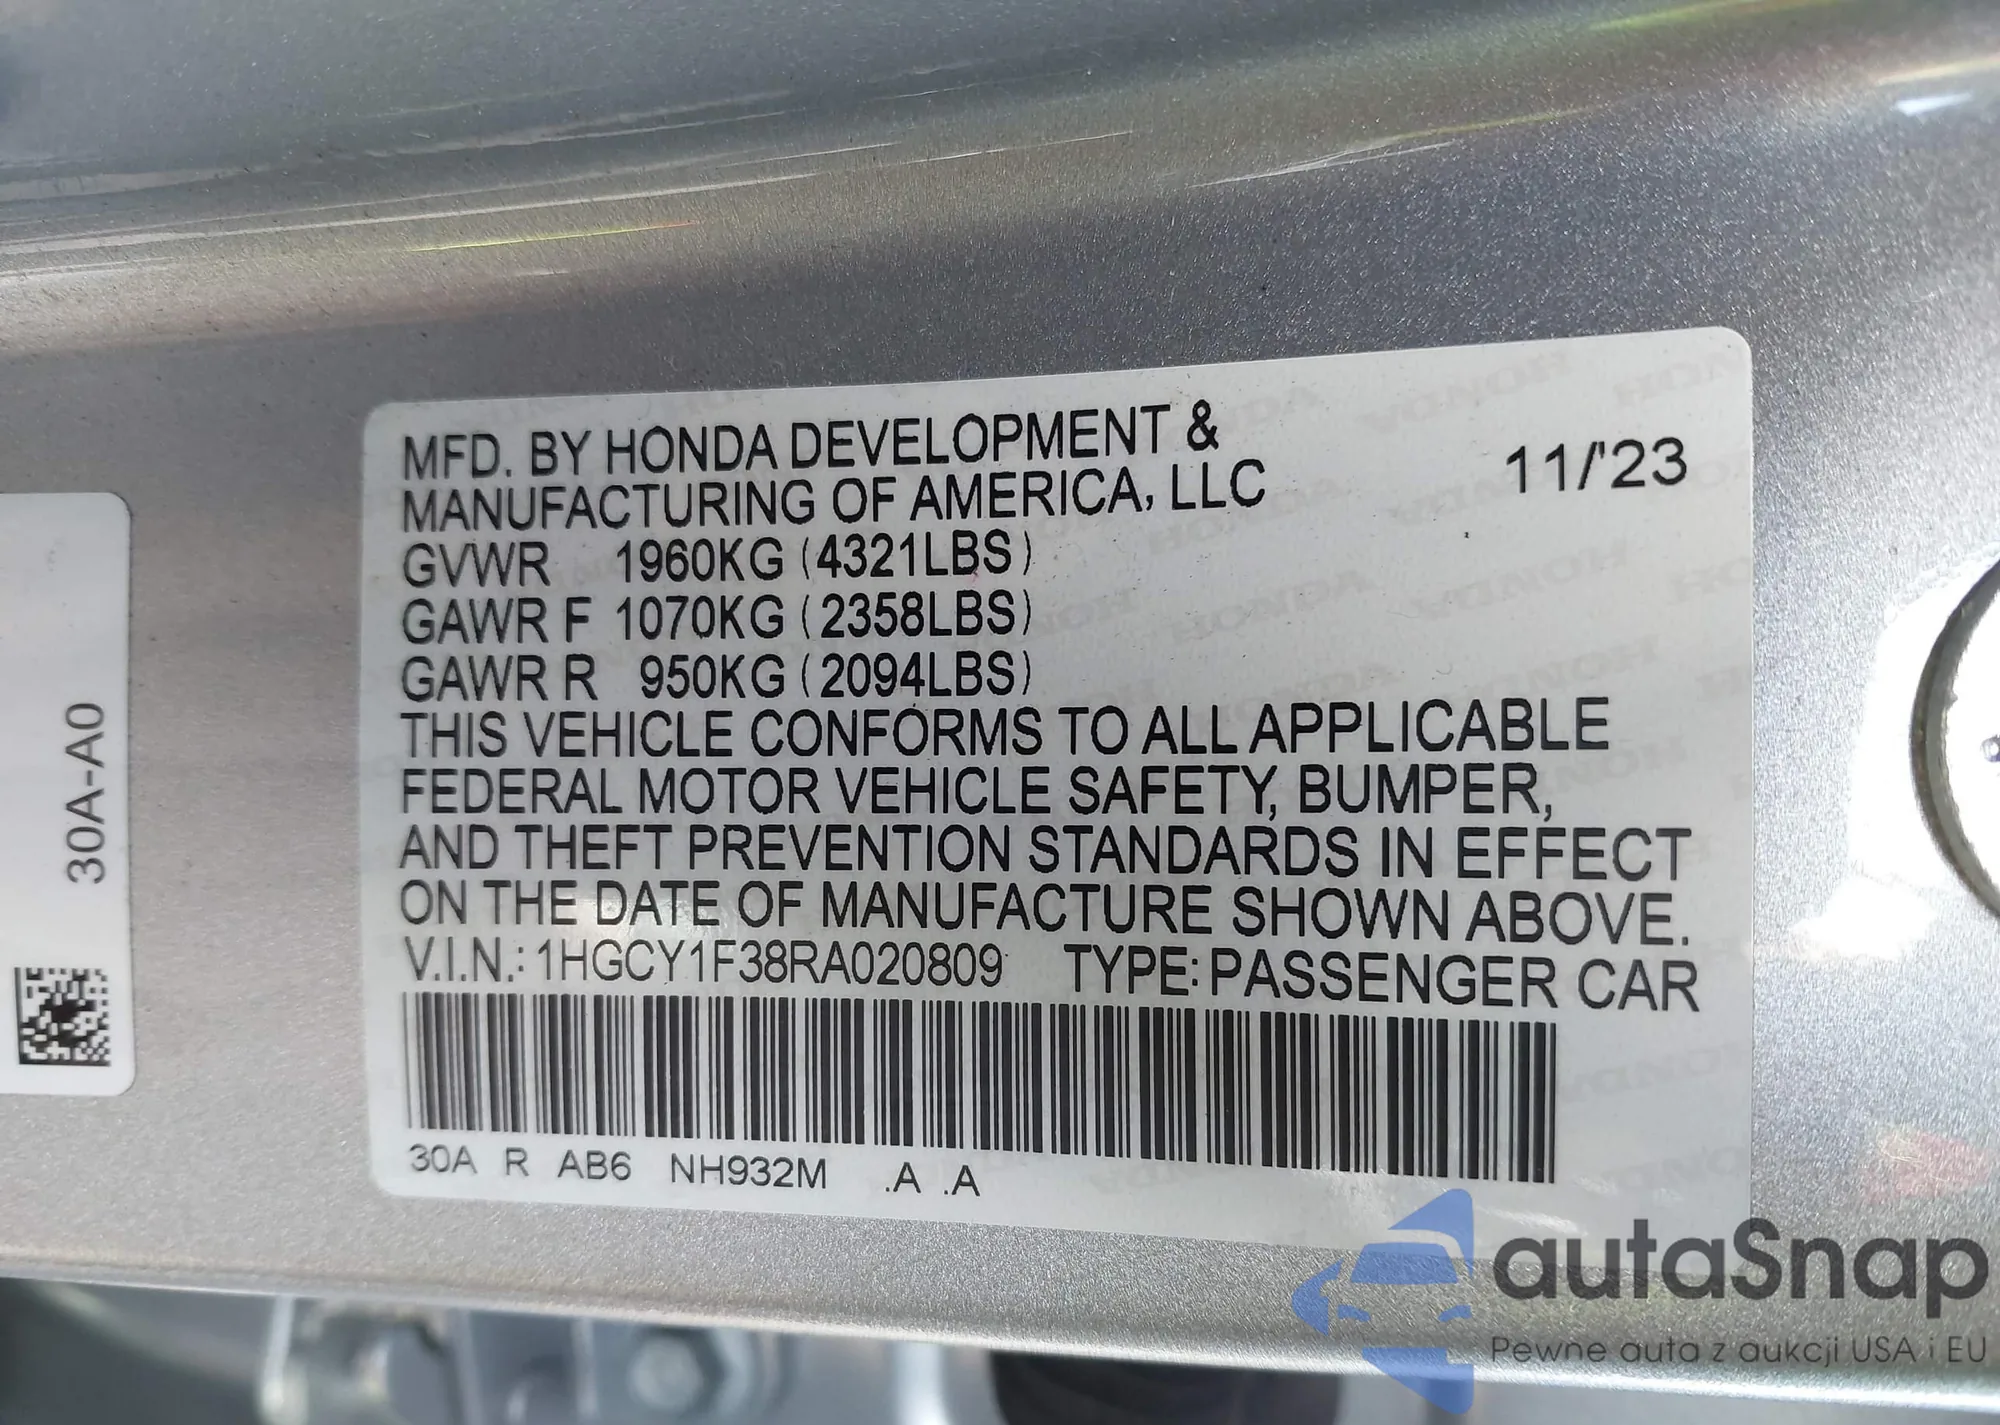 MFD. BY HONDA DEVELOPMENT &
MANUFACTURING OF AMERICA, LLC
11/'23
GVWR 1960KG (4321LBS)
GAWR F 1070KG (2358LBS)
GAWR R 950KG (2094LBS)
THIS VEHICLE CONFORMS TO ALL APPLICABLE
FEDERAL MOTOR VEHICLE SAFETY, BUMPER,
AND THEFT PREVENTION STANDARDS IN EFFECT
ON THE DATE OF MANUFACTURE SHOWN ABOVE.
V.I.N.: 1HGCY1F38RA020809 TYPE: PASSENGER CAR
30A R AB6 NH932M .A .A
30A-A0
autaSnap
Pewne auta z aukcji USA i EU